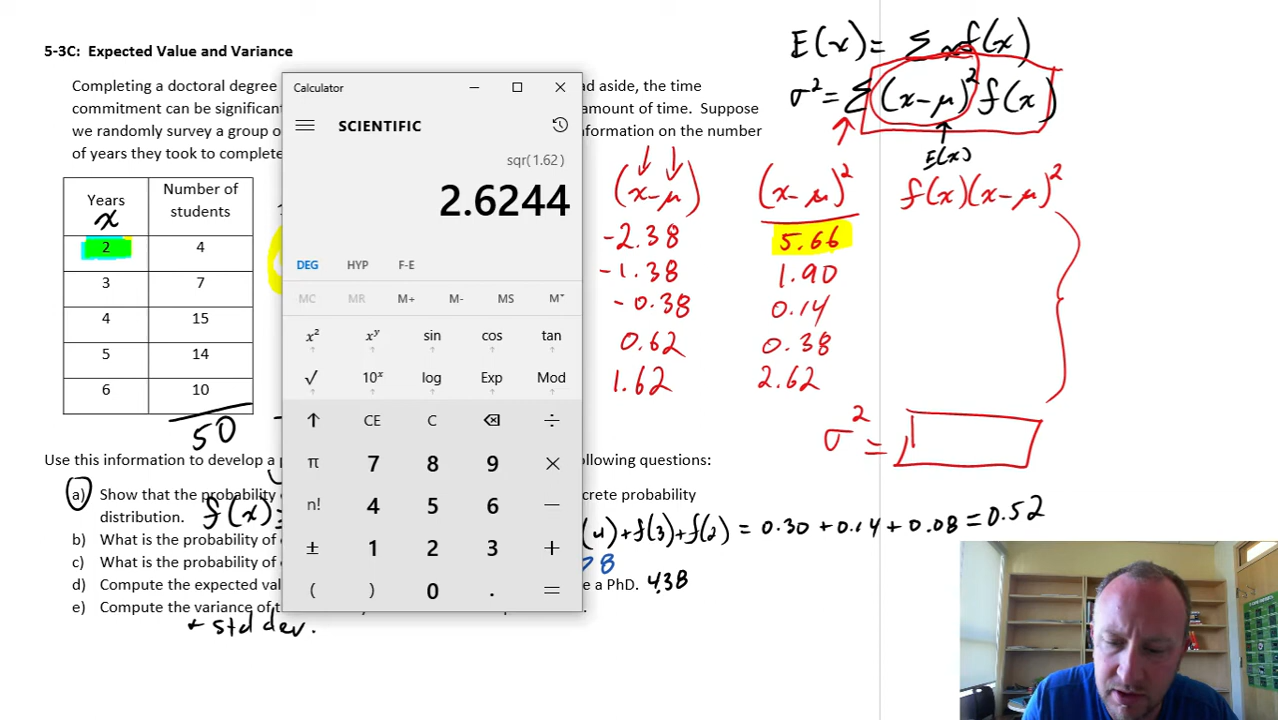 5-3C: Expected Value and Variance
E(x) = Σ xf(x)
σ² = Σ (x-μ)² f(x)
E(x)
Completing a doctoral degree
ad aside, the time
commitment can be significant
amount of time. Suppose
we randomly survey a group o
nformation on the number
of years they took to complete
Calculator
SCIENTIFIC
sqr(1.62)
2.6244
DEG HYP F-E
MC MR M+ M- MS M˅
x² xʸ sin cos tan
√ 10ˣ log Exp Mod
↑ CE C ⌫ ÷
π 7 8 9 ×
n! 4 5 6 −
± 1 2 3 +
( ) 0 . =
Years x Number of students
2 4
3 7
4 15
5 14
6 10
50
(x-μ) (x-μ)² f(x)(x-μ)²
-2.38 5.66
-1.38 1.90
-0.38 0.14
0.62 0.38
1.62 2.62
σ² =
Use this information to develop a p
ollowing questions:
a) Show that the probability
crete probability
distribution. f(x)=
(4)+f(3)+f(2) = 0.30 + 0.14 + 0.08 = 0.52
b) What is the probability of
c) What is the probability of
8
d) Compute the expected val
e a PhD. 4.38
e) Compute the variance of t
+ std dev.